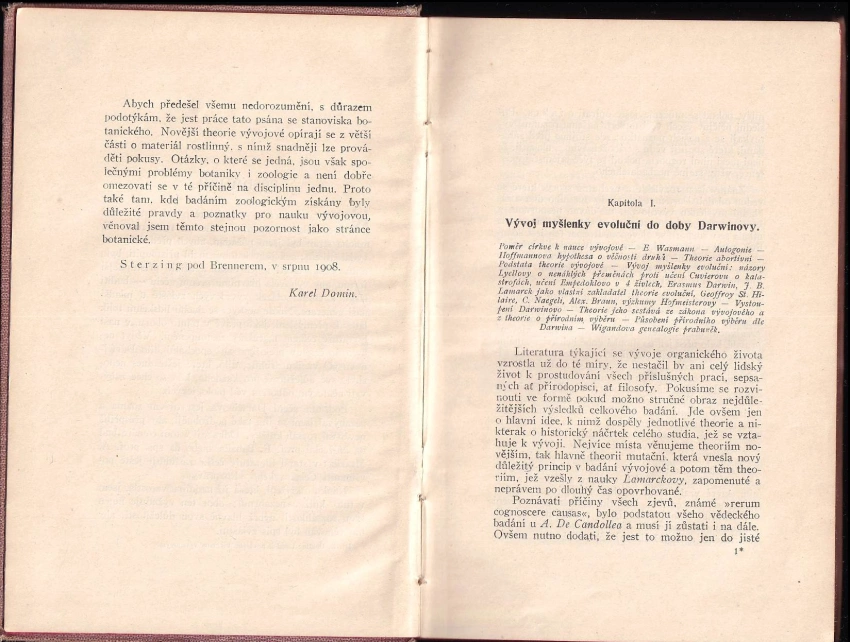 Abych předešel všemu nedorozumění, s důrazem
podotýkám, že jest práce tato psána se stanoviska bo-
tanického. Novější theorie vývojové opírají se z větší
části o materiál rostlinný, s nímž snadněji lze prová-
děti pokusy. Otázky, o které se jedná, jsou však spo-
lečnými problémy botaniky i zoologie a není dobře
omezovati se v té příčině na disciplinu jednu. Proto
také tam, kde badáním zoologickým získány byly
důležité pravdy a poznatky pro nauku vývojovou,
věnoval jsem těmto stejnou pozornost jako stránce
botanické.
Sterzing pod Brennerem, v srpnu 1908.
Karel Domin.
Kapitola I.
Vývoj myšlenky evoluční do doby Darwinovy.
Poměr církve k nauce vývojové — E. Wasmann — Autogonie —
Hoffmannova hypothesa o věčnosti druhů — Theorie abortivní —
Podstata theorie vývojové — Vývoj myšlenky evoluční: názory
Lyellovy o nenáhlých přeměnách proti učení Cuvierovu o kata-
strofách, učení Empedoklovo v 4 živlech, Erasmus Darwin, J. B.
Lamarck jako vlastní zakladatel theorie evoluční, Geoffroy St. Hi-
laire, C. Naegeli, Alex. Braun, výzkumy Hofmeisterovy — Vystou-
pení Darwinovo — Theorie jeho sestává ze zákona vývojového a
z theorie o přírodním výběru — Působení přírodního výběru dle
Darwina — Wigandova genealogie prabuněk.
Literatura týkající se vývoje organického života
vzrostla už do té míry, že nestačil by ani celý lidský
život k prostudování všech příslušných prací, sepsa-
ných ať přírodopisci, ať filosofy. Pokusíme se rozvi-
nouti ve formě pokud možno stručné obraz nejdůle-
žitějších výsledků celkového badání. Jde ovšem jen
o hlavní idee, k nimž dospěly jednotlivé theorie a ni-
kterak o historický náčrtek celého studia, jež se vzta-
huje k vývoji. Nejvíce místa věnujeme theoriím no-
vějším, tak hlavně theorii mutační, která vnesla nový
důležitý princip v badání vývojové a potom těm theo-
riím, jež vzešly z nauky Lamarckovy, zapomenuté a
neprávem po dlouhý čas opovrhované.
Poznávati příčiny všech zjevů, známé »rerum
cognoscere causas«, bylo podstatou všeho vědeckého
badání u A. De Candollea a musí jí zůstati i na dále.
Ovšem nutno dodati, že jest to možno jen do jisté
1*